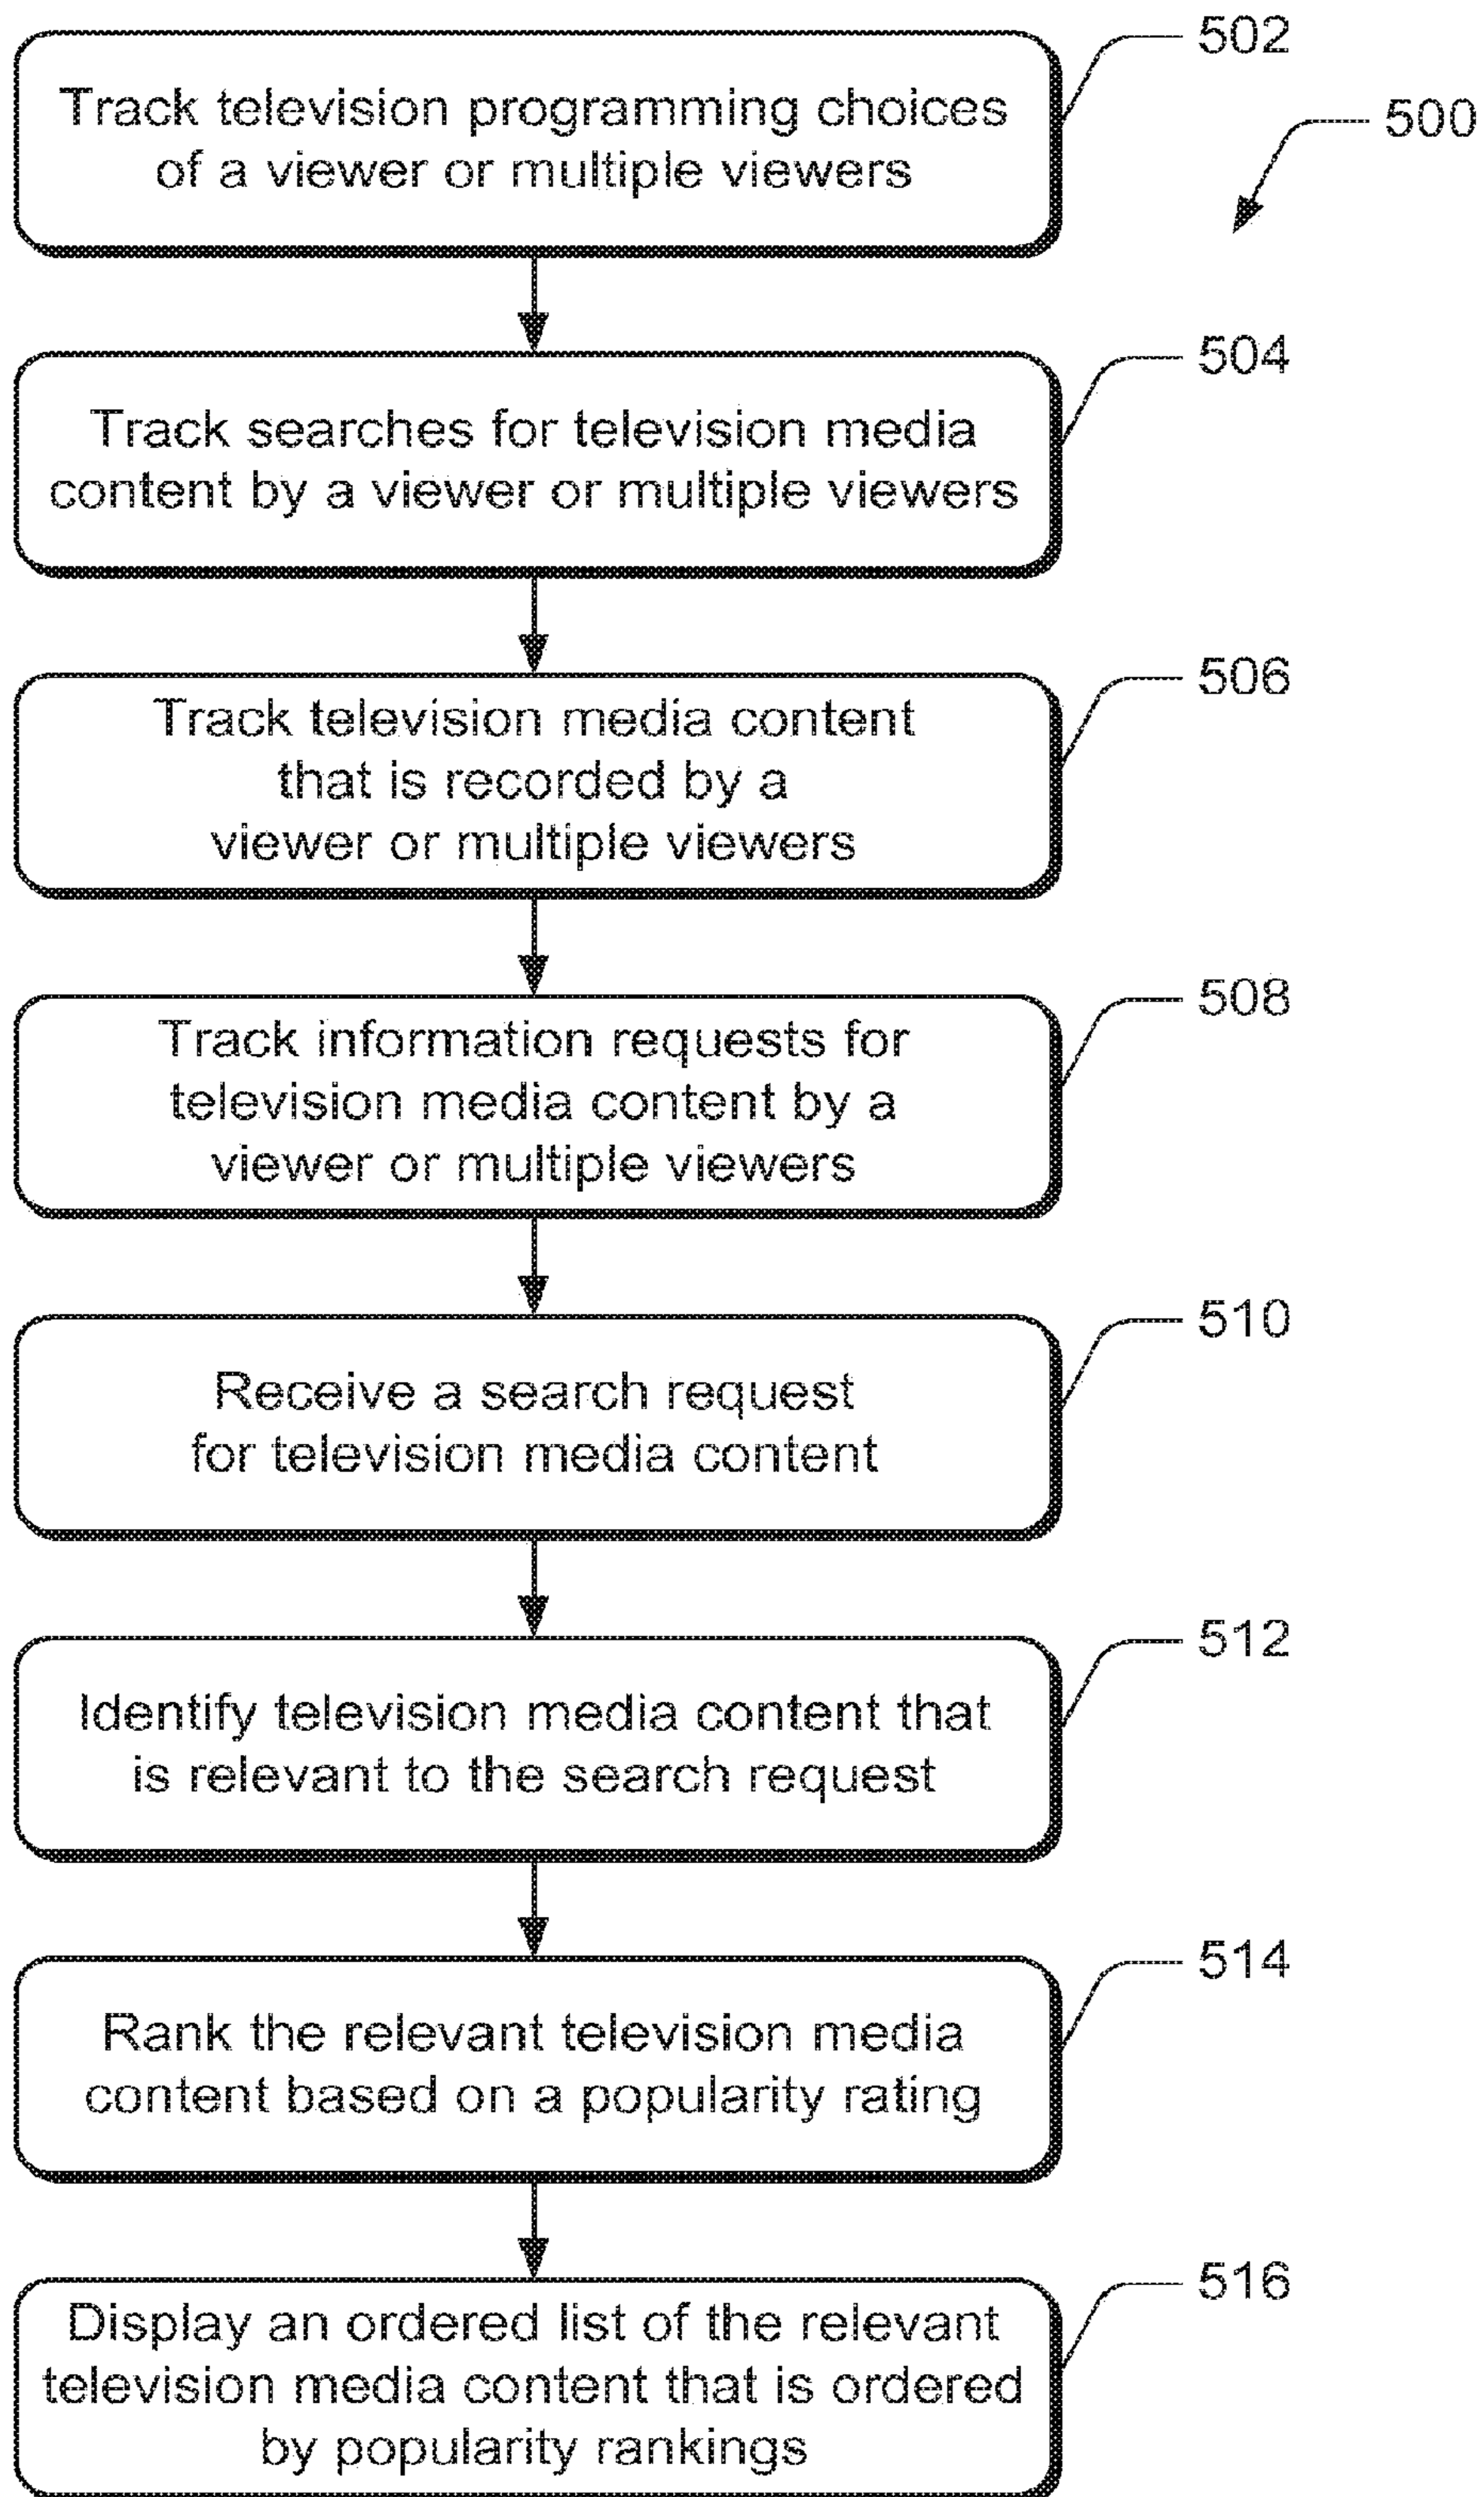 502
500
Track television programming choices
of a viewer or multiple viewers
504
Track searches for television media
content by a viewer or multiple viewers
506
Track television media content
that is recorded by a
viewer or multiple viewers
508
Track information requests for
television media content by a
viewer or multiple viewers
510
Receive a search request
for television media content
512
Identify television media content that
is relevant to the search request
514
Rank the relevant television media
content based on a popularity rating
516
Display an ordered list of the relevant
television media content that is ordered
by popularity rankings